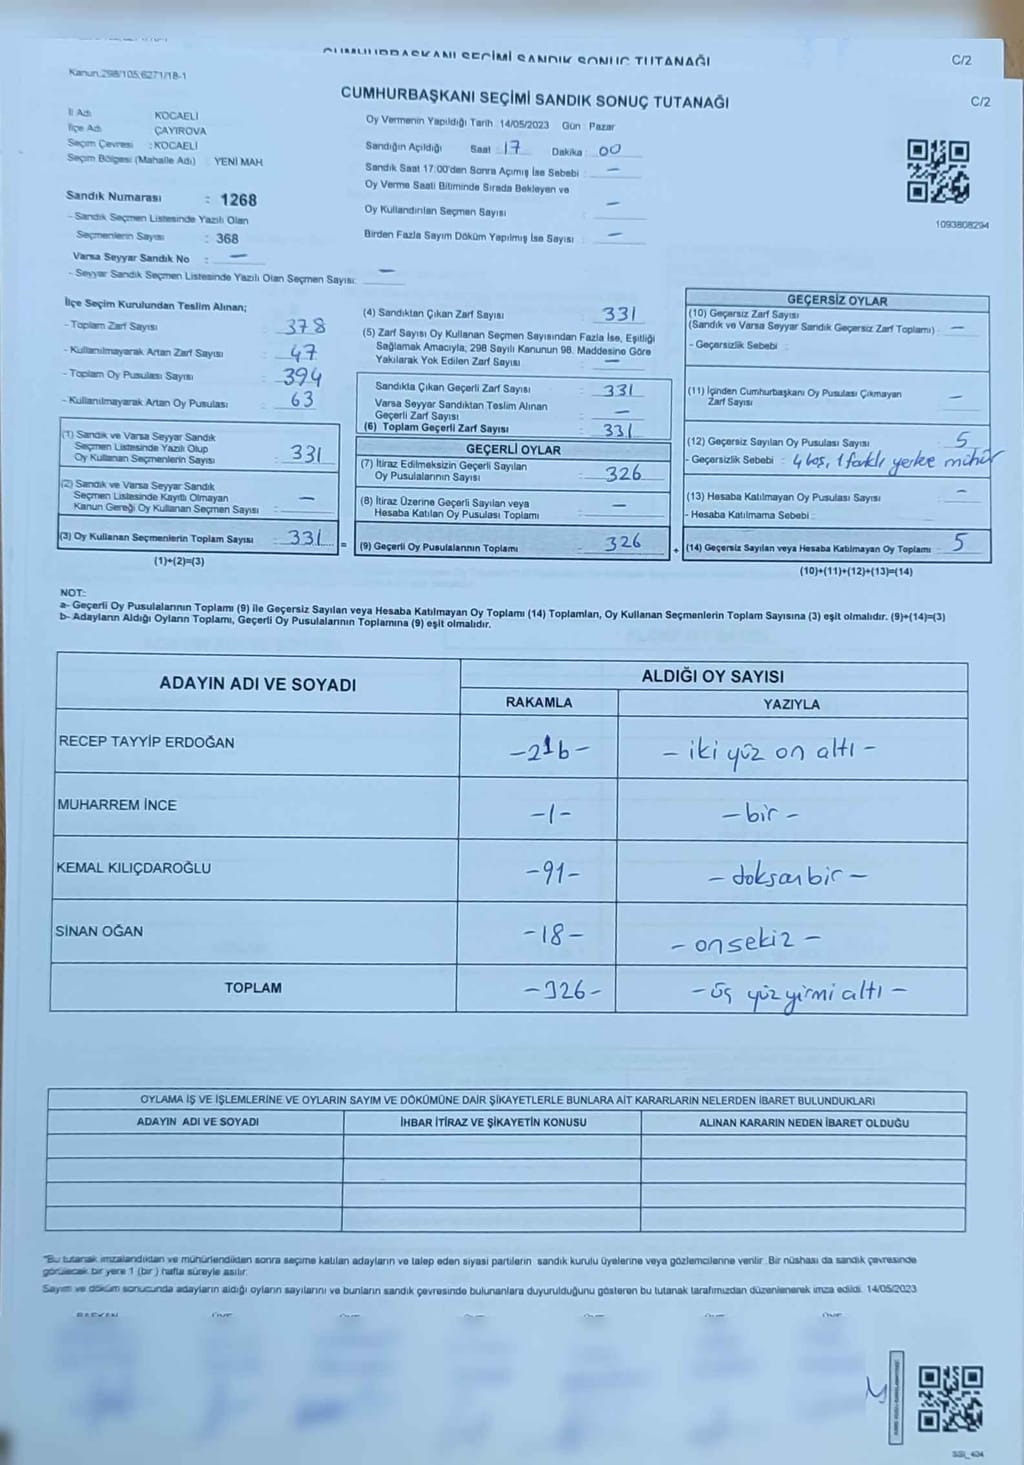 CUMHURBAŞKANI SEÇİMİ SANDIK SONUÇ TUTANAĞI
C/2
Kanun:298/105,6271/18-1
C/2
CUMHURBAŞKANI SEÇİMİ SANDIK SONUÇ TUTANAĞI
İl Adı KOCAELİ
İlçe Adı ÇAYIROVA
Seçim Çevresi : KOCAELİ
Seçim Bölgesi (Mahalle Adı) YENİ MAH
Oy Vermenin Yapıldığı Tarih : 14/05/2023 Gün : Pazar
Sandığın Açıldığı Saat 17 Dakika : 00
Sandık Saat 17.00'den Sonra Açımış İse Sebebi : —
Oy Verme Saati Bitiminde Sırada Bekleyen ve
Oy Kullandırılan Seçmen Sayısı —
Birden Fazla Sayım Döküm Yapılmış İse Sayısı : —
1093808294
Sandık Numarası : 1268
- Sandık Seçmen Listesinde Yazılı Olan
Seçmenlerin Sayısı : 368
Varsa Seyyar Sandık No : —
- Seyyar Sandık Seçmen Listesinde Yazılı Olan Seçmen Sayısı: —
İlçe Seçim Kurulundan Teslim Alınan;
- Toplam Zarf Sayısı : 378
- Kullanılmayarak Artan Zarf Sayısı : 47
- Toplam Oy Pusulası Sayısı : 394
- Kullanılmayarak Artan Oy Pusulası : 63
(1) Sandık ve Varsa Seyyar Sandık
Seçmen Listesinde Yazılı Olup
Oy Kullanan Seçmenlerin Sayısı : 331
(2) Sandık ve Varsa Seyyar Sandık
Seçmen Listesinde Kayıtlı Olmayan
Kanun Gereği Oy Kullanan Seçmen Sayısı : —
(3) Oy Kullanan Seçmenlerin Toplam Sayısı : 331 =
(1)+(2)=(3)
(4) Sandıktan Çıkan Zarf Sayısı : 331
(5) Zarf Sayısı Oy Kullanan Seçmen Sayısından Fazla İse, Eşitliği
Sağlamak Amacıyla, 298 Sayılı Kanunun 98. Maddesine Göre
Yakılarak Yok Edilen Zarf Sayısı : —
Sandıkta Çıkan Geçerli Zarf Sayısı : 331
Varsa Seyyar Sandıktan Teslim Alınan
Geçerli Zarf Sayısı : —
(6) Toplam Geçerli Zarf Sayısı : 331
GEÇERLİ OYLAR
(7) İtiraz Edilmeksizin Geçerli Sayılan
Oy Pusulalarının Sayısı : 326
(8) İtiraz Üzerine Geçerli Sayılan veya
Hesaba Katılan Oy Pusulası Toplamı : —
(9) Geçerli Oy Pusulalarının Toplamı : 326 +
GEÇERSİZ OYLAR
(10) Geçersiz Zarf Sayısı
(Sandık ve Varsa Seyyar Sandık Geçersiz Zarf Toplamı) : —
- Geçersizlik Sebebi :
(11) İçinden Cumhurbaşkanı Oy Pusulası Çıkmayan
Zarf Sayısı —
(12) Geçersiz Sayılan Oy Pusulası Sayısı : 5
- Geçersizlik Sebebi : 4 boş, 1 farklı yerlere mühür
(13) Hesaba Katılmayan Oy Pusulası Sayısı : —
- Hesaba Katılmama Sebebi :
(14) Geçersiz Sayılan veya Hesaba Katılmayan Oy Toplamı : 5
(10)+(11)+(12)+(13)=(14)
NOT:
a- Geçerli Oy Pusulalarının Toplamı (9) ile Geçersiz Sayılan veya Hesaba Katılmayan Oy Toplamı (14) Toplamları, Oy Kullanan Seçmenlerin Toplam Sayısına (3) eşit olmalıdır. (9)+(14)=(3)
b- Adayların Aldığı Oyların Toplamı, Geçerli Oy Pusulalarının Toplamına (9) eşit olmalıdır.
ADAYIN ADI VE SOYADI
ALDIĞI OY SAYISI
RAKAMLA YAZIYLA
RECEP TAYYİP ERDOĞAN -216- - iki yüz on altı -
MUHARREM İNCE -1- - bir -
KEMAL KILIÇDAROĞLU -91- - doksan bir -
SİNAN OĞAN -18- - onsekiz -
TOPLAM -326- - üç yüz yirmi altı -
OYLAMA İŞ VE İŞLEMLERİNE VE OYLARIN SAYIM VE DÖKÜMÜNE DAİR ŞİKAYETLERLE BUNLARA AİT KARARLARIN NELERDEN İBARET BULUNDUKLARI
ADAYIN ADI VE SOYADI İHBAR İTİRAZ VE ŞİKAYETİN KONUSU ALINAN KARARIN NEDEN İBARET OLDUĞU
"Bu tutanak imzalandıktan ve mühürlendikten sonra seçime katılan adayların ve talep eden siyasi partilerin sandık kurulu üyelerine veya gözlemcilerine verilir. Bir nüshası da sandık çevresinde
görülecek bir yere 1 (bir) hafta süreyle asılır.
Sayım ve döküm sonucunda adayların aldığı oyların sayılarını ve bunların sandık çevresinde bulunanlara duyurulduğunu gösteren bu tutanak tarafımızdan düzenlenerek imza edildi. 14/05/2023